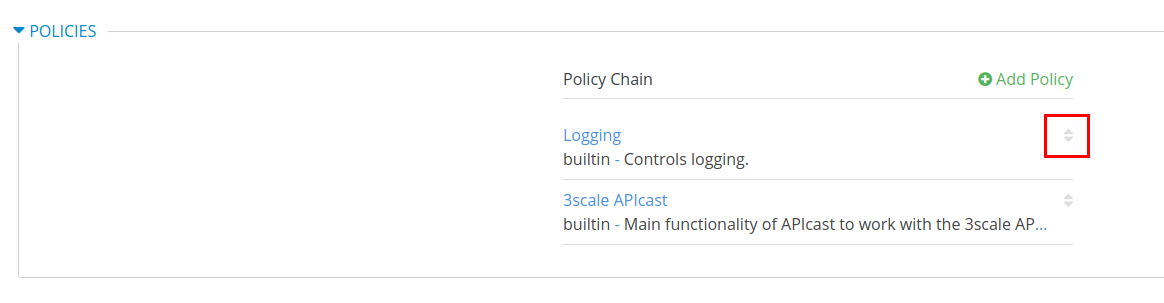 POLICIES
Policy Chain
Add Policy
Logging
builtin - Controls logging.
3scale APIcast
builtin - Main functionality of APIcast to work with the 3scale AP...